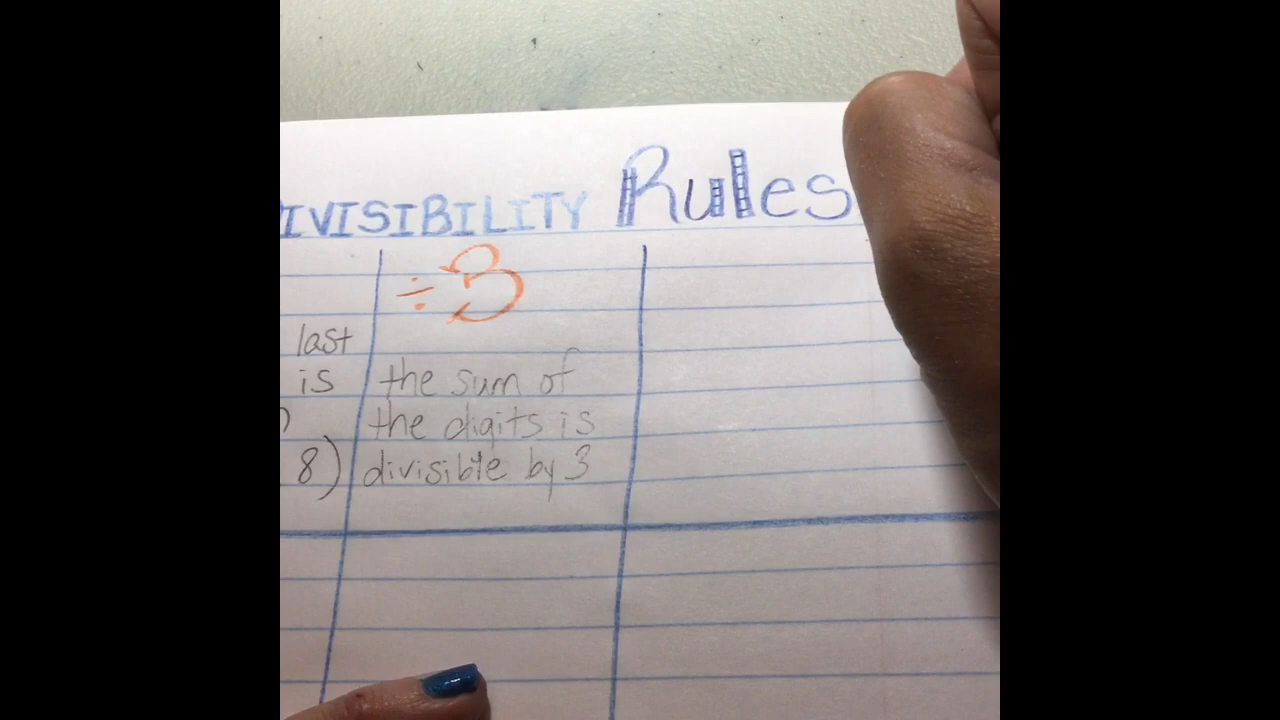 IVISIBILITY Rules
÷3
last
is
8)
the sum of
the digits is
divisible by 3